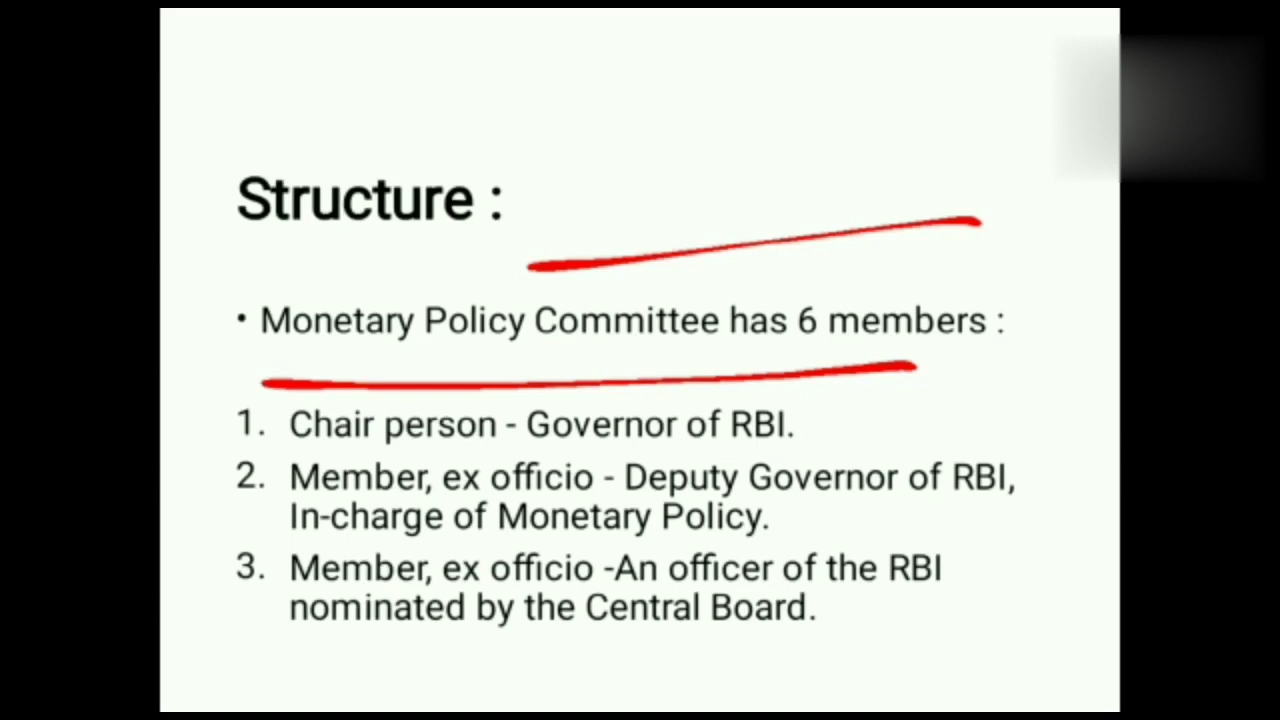 Structure :
• Monetary Policy Committee has 6 members :
1. Chair person - Governor of RBI.
2. Member, ex officio - Deputy Governor of RBI,
In-charge of Monetary Policy.
3. Member, ex officio -An officer of the RBI
nominated by the Central Board.